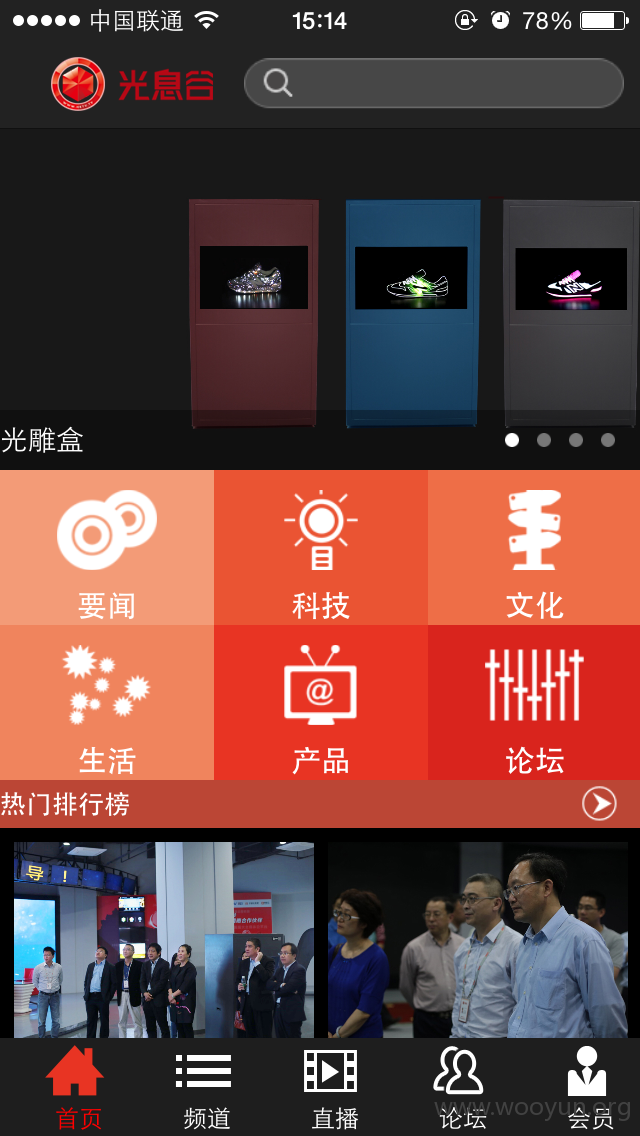 中国联通 15:14 78%
光息谷
光雕盒
要闻 科技 文化
@
生活 产品 论坛
热门排行榜
导！
首页 频道 直播 论坛 会员
www.wooyun.org